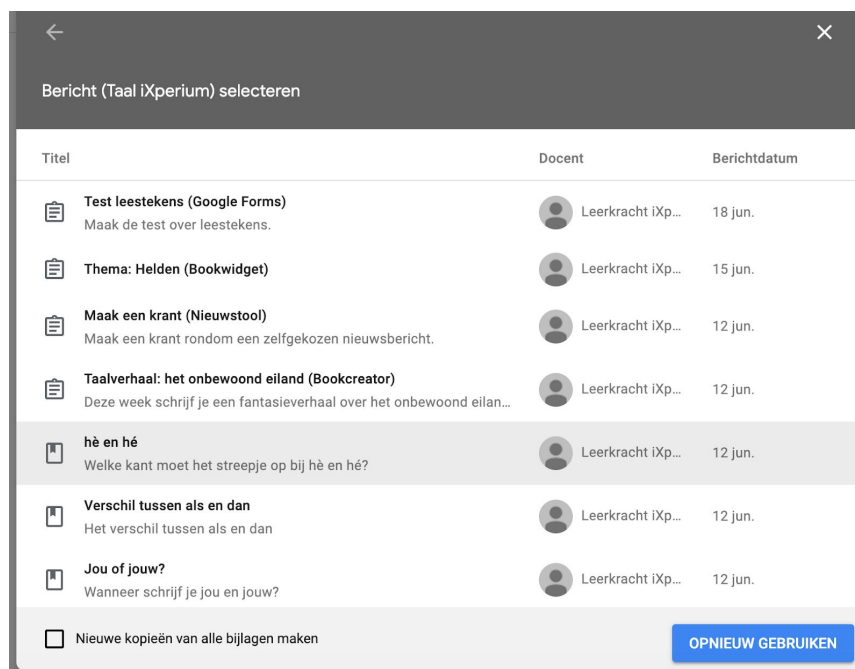 Bericht (Taal iXperium) selecteren
Titel Docent Berichtdatum
Test leestekens (Google Forms)
Maak de test over leestekens.
Leerkracht iXp... 18 jun.
Thema: Helden (Bookwidget) Leerkracht iXp... 15 jun.
Maak een krant (Nieuwstool)
Maak een krant rondom een zelfgekozen nieuwsbericht.
Leerkracht iXp... 12 jun.
Taalverhaal: het onbewoond eiland (Bookcreator)
Deze week schrijf je een fantasieverhaal over het onbewoond eilan...
Leerkracht iXp... 12 jun.
hè en hé
Welke kant moet het streepje op bij hè en hé?
Leerkracht iXp... 12 jun.
Verschil tussen als en dan
Het verschil tussen als en dan
Leerkracht iXp... 12 jun.
Jou of jouw?
Wanneer schrijf je jou en jouw?
Leerkracht iXp... 12 jun.
Nieuwe kopieën van alle bijlagen maken
OPNIEUW GEBRUIKEN